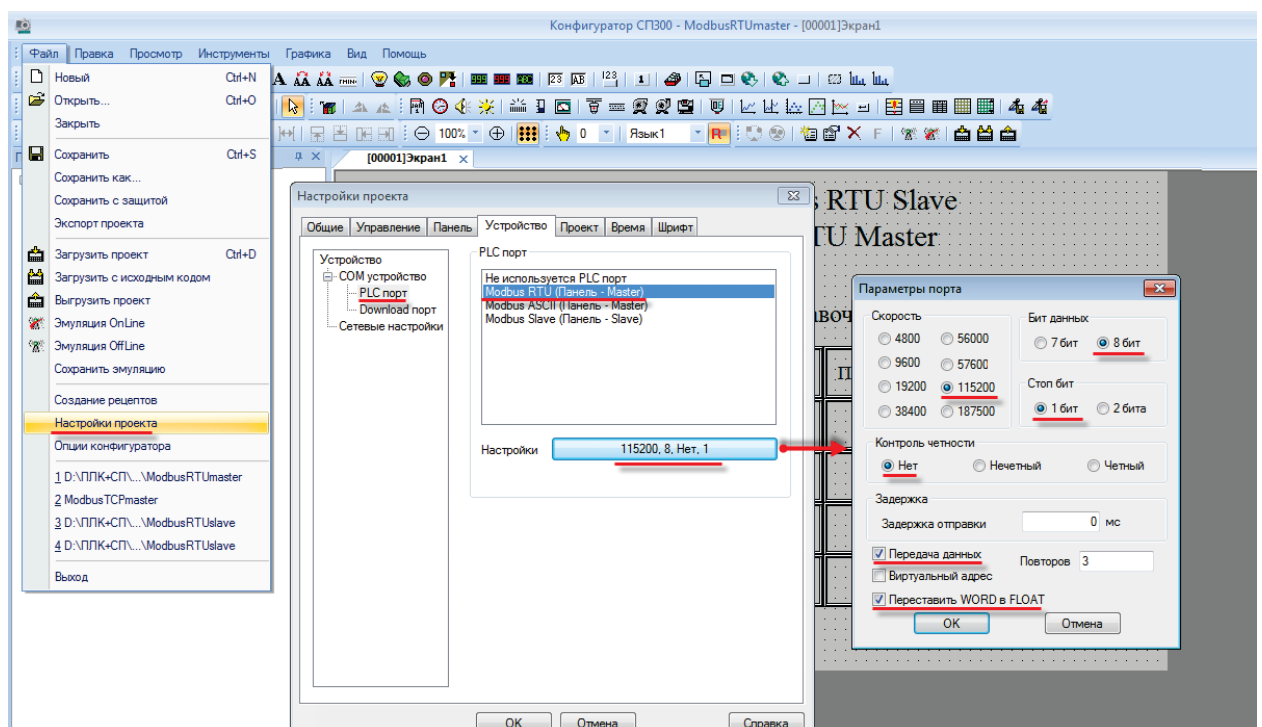 Конфигуратор СП300 - ModbusRTUmaster - [00001]Экран1
Файл Правка Просмотр Инструменты Графика Вид Помощь
Новый Ctrl+N
Открыть... Ctrl+O
Закрыть
Сохранить Ctrl+S
Сохранить как...
Сохранить с защитой
Экспорт проекта
Загрузить проект Ctrl+D
Загрузить с исходным кодом
Выгрузить проект
Эмуляция OnLine
Эмуляция OffLine
Сохранить эмуляцию
Создание рецептов
Настройки проекта
Опции конфигуратора
1 D:\ППК+СП\...\ModbusRTUmaster
2 ModbusTCPmaster
3 D:\ППК+СП\...\ModbusRTUslave
4 D:\ППК+СП\...\ModbusRTUslave
Выход
100% 0 Язык1
[00001]Экран1
RTU Slave
TU Master
Настройки проекта
Общие Управление Панель Устройство Проект Время Шрифт
Устройство
COM устройство
PLC порт
Download порт
Сетевые настройки
PLC порт
Не используется PLC порт
Modbus RTU (Панель - Master)
Modbus ASCII (Панель - Master)
Modbus Slave (Панель - Slave)
Настройки 115200, 8, Нет, 1
OK Отмена Справка
Параметры порта
Скорость
4800 56000
9600 57600
19200 115200
38400 187500
Бит данных
7 бит 8 бит
Стоп бит
1 бит 2 бита
Контроль четности
Нет Нечетный Четный
Задержка
Задержка отправки 0 мс
Передача данных
Повторов 3
Виртуальный адрес
Переставить WORD в FLOAT
OK Отмена